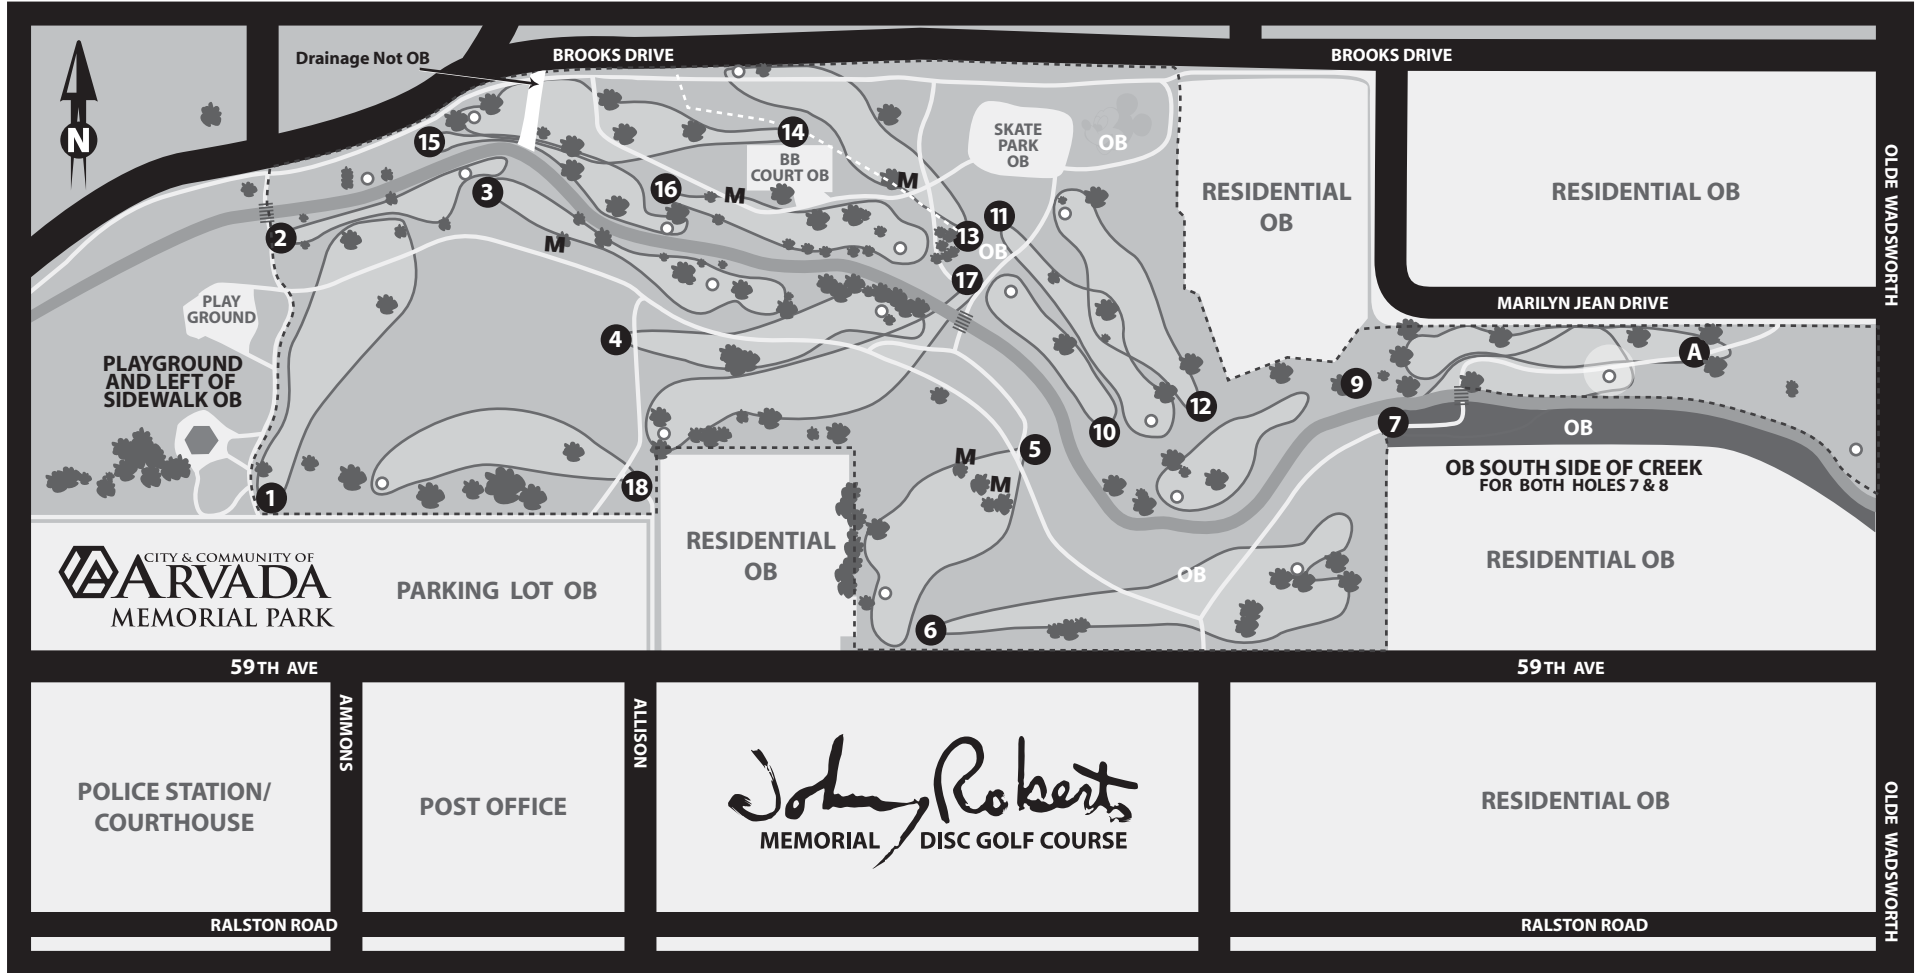 Drainage Not OB
BROOKS DRIVE
BROOKS DRIVE
N
15
14
BB
COURT OB
SKATE
PARK
OB
OB
RESIDENTIAL
OB
RESIDENTIAL OB
OLDE WADSWORTH
3
16
M
M
2
M
11
13
OB
17
PLAY
GROUND
MARILYN JEAN DRIVE
4
PLAYGROUND
AND LEFT OF
SIDEWALK OB
A
9
12
7
10
OB
5
M
M
OB SOUTH SIDE OF CREEK
FOR BOTH HOLES 7 & 8
1
18
RESIDENTIAL
OB
RESIDENTIAL OB
OB
CITY & COMMUNITY OF
ARVADA
MEMORIAL PARK
PARKING LOT OB
6
59TH AVE
59TH AVE
AMMONS
ALLISON
POLICE STATION/
COURTHOUSE
POST OFFICE
Johnny Roberts
MEMORIAL DISC GOLF COURSE
RESIDENTIAL OB
OLDE WADSWORTH
RALSTON ROAD
RALSTON ROAD